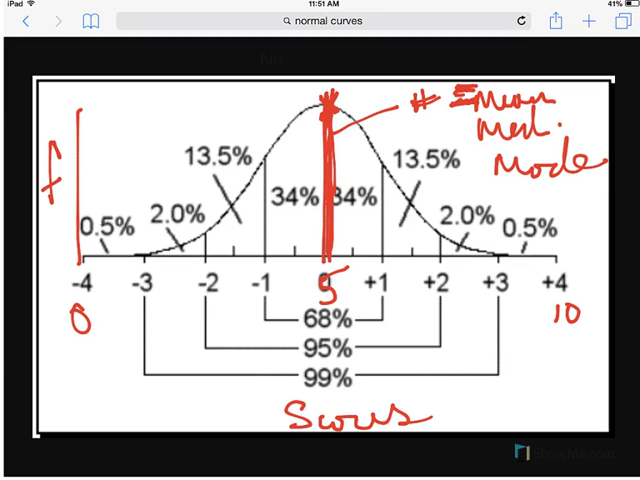 iPad 11:51 AM 41%
normal curves
No
# Mean
Med.
Mode
f
13.5% 13.5%
34% 34%
0.5% 2.0% 2.0% 0.5%
-4 -3 -2 -1 0 +1 +2 +3 +4
0 5 10
68%
95%
99%
Scores
ShowMe.com